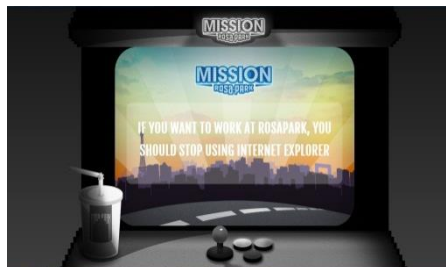 MISSION
ROSAPARK
MISSION
ROSAPARK
IF YOU WANT TO WORK AT ROSAPARK, YOU
SHOULD STOP USING INTERNET EXPLORER